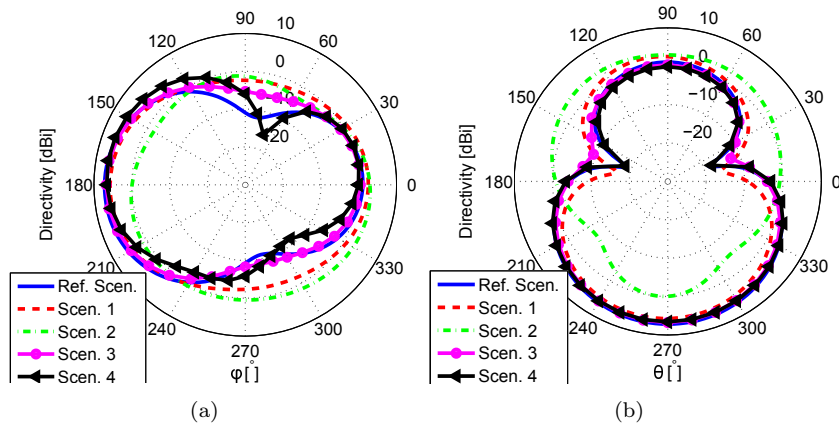 90
10
120
60
0
150
30
−10
−20
Directivity [dBi]
180
0
210
330
240
300
270
φ[°]
Ref. Scen.
Scen. 1
Scen. 2
Scen. 3
Scen. 4
(a)
90
10
120
60
0
150
30
−10
−20
Directivity [dBi]
180
0
210
330
240
300
270
θ[°]
Ref. Scen.
Scen. 1
Scen. 2
Scen. 3
Scen. 4
(b)